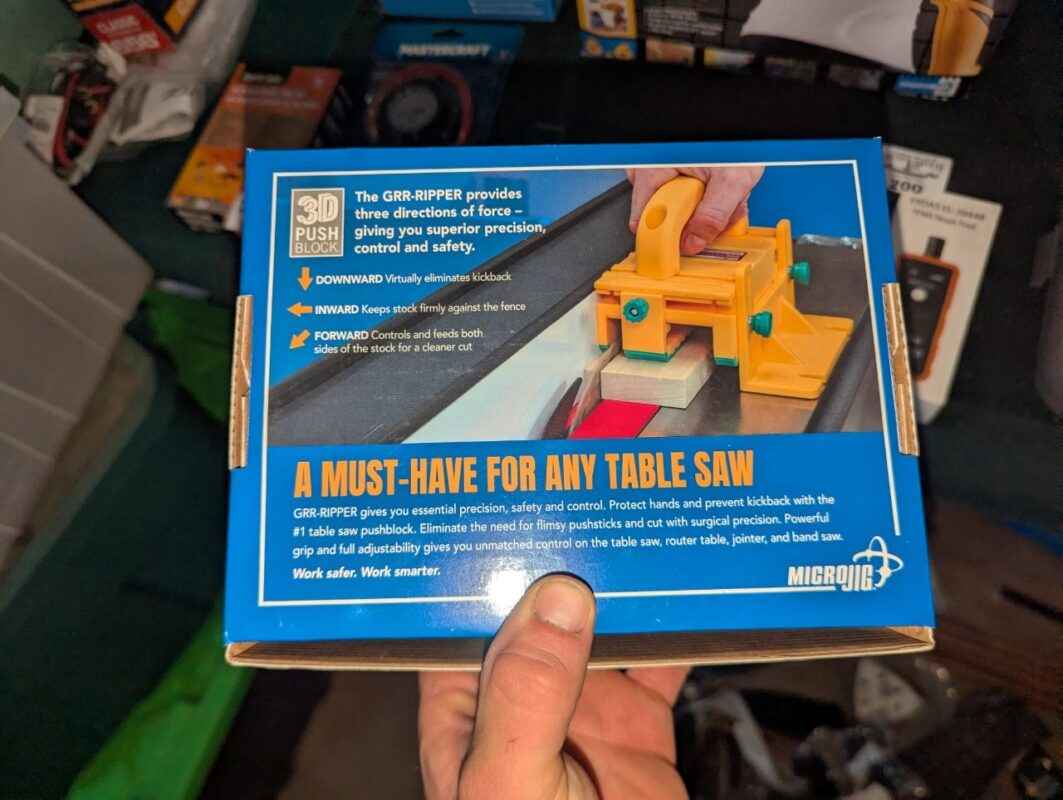 CLASSIC
MASTERCRAFT
200
3D
PUSH
BLOCK
The GRR-RIPPER provides
three directions of force –
giving you superior precision,
control and safety.
DOWNWARD Virtually eliminates kickback
INWARD Keeps stock firmly against the fence
FORWARD Controls and feeds both
sides of the stock for a cleaner cut
A MUST-HAVE FOR ANY TABLE SAW
GRR-RIPPER gives you essential precision, safety and control. Protect hands and prevent kickback with the
#1 table saw pushblock. Eliminate the need for flimsy pushsticks and cut with surgical precision. Powerful
grip and full adjustability gives you unmatched control on the table saw, router table, jointer, and band saw.
Work safer. Work smarter.
MICROJIG